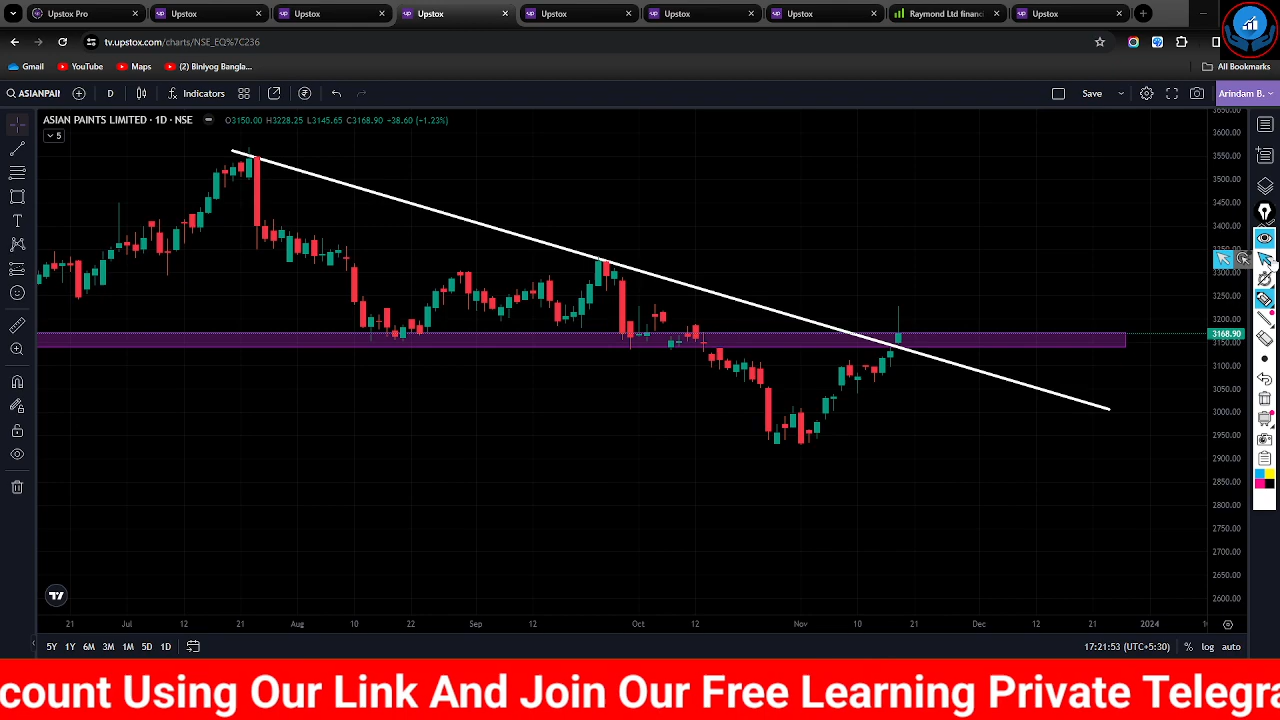 Upstox Pro
Upstox
Upstox
Upstox
Upstox
Upstox
Upstox
Raymond Ltd financ
Upstox
tv.upstox.com/charts/NSE_EQ%7C236
Gmail
YouTube
Maps
(2) Biniyog Bangla...
All Bookmarks
ASIANPAIN
D
Indicators
Save
Arindam B.
ASIAN PAINTS LIMITED · 1D · NSE
O3150.00 H3228.25 L3145.65 C3168.90 -38.60 (-1.23%)
5
3650.00
3600.00
3550.00
3500.00
3450.00
3400.00
3350.00
3300.00
3250.00
3200.00
3168.90
3150.00
3100.00
3050.00
3000.00
2950.00
2900.00
2850.00
2800.00
2750.00
2700.00
2650.00
2600.00
21 Jul 12 21 Aug 10 22 Sep 12 Oct 12 Nov 10 21 Dec 12 21 2024
5Y 1Y 6M 3M 1M 5D 1D
17:21:53 (UTC+5:30) % log auto
count Using Our Link And Join Our Free Learning Private Telegra